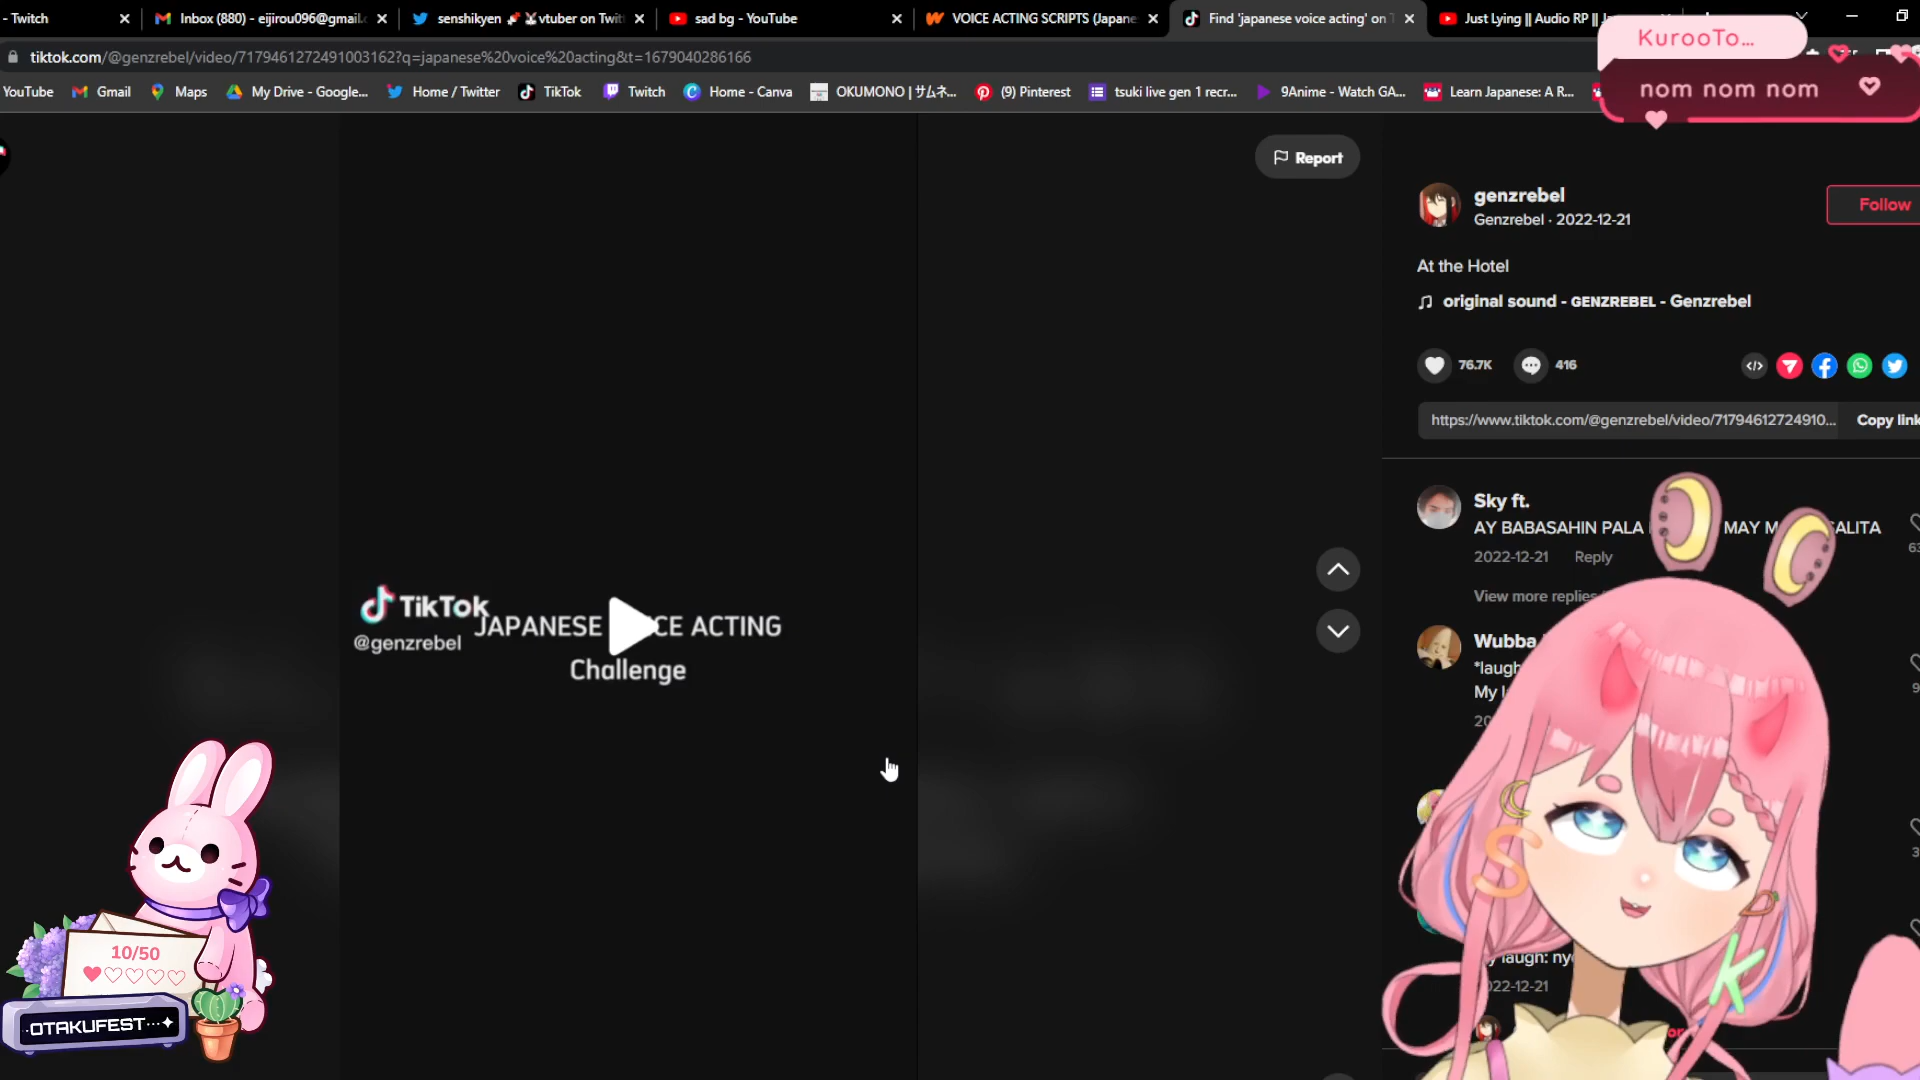 - Twitch
Inbox (880) - eijirou096@gmail.c
senshikyen vtuber on Twit
sad bg - YouTube
VOICE ACTING SCRIPTS (Japane
Find 'japanese voice acting' on T
Just Lying || Audio RP ||
tiktok.com/@genzrebel/video/7179461272491003162?q=japanese%20voice%20acting&t=1679040286166
KurooTo...
nom nom nom
YouTube
Gmail
Maps
My Drive - Google...
Home / Twitter
TikTok
Twitch
Home - Canva
OKUMONO | サムネ...
(9) Pinterest
tsuki live gen 1 recr...
9Anime - Watch GA...
Learn Japanese: A R...
Report
genzrebel
Genzrebel · 2022-12-21
Follow
At the Hotel
original sound - GENZREBEL - Genzrebel
76.7K
416
https://www.tiktok.com/@genzrebel/video/71794612724910...
Copy link
Sky ft.
AY BABASAHIN PALA MAY ALITA
2022-12-21 Reply
View more replies
TikTok
@genzrebel
JAPANESE CE ACTING
Challenge
Wubba
*laugh
My l
laugh: ny
022-12-21
10/50
·OTAKUFEST···
S
K